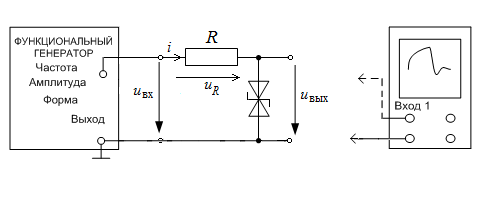 ФУНКЦИОНАЛЬНЫЙ
ГЕНЕРАТОР
Частота
Амплитуда
Форма
Выход
i
R
u_R
u_вх
u_вых
Вход 1